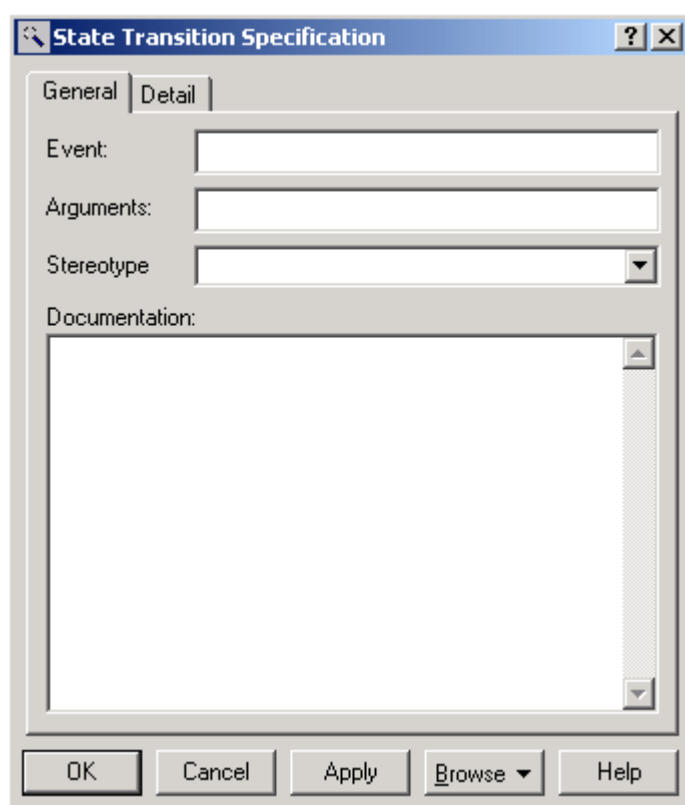 State Transition Specification
General Detail
Event:
Arguments:
Stereotype
Documentation:
OK Cancel Apply Browse Help